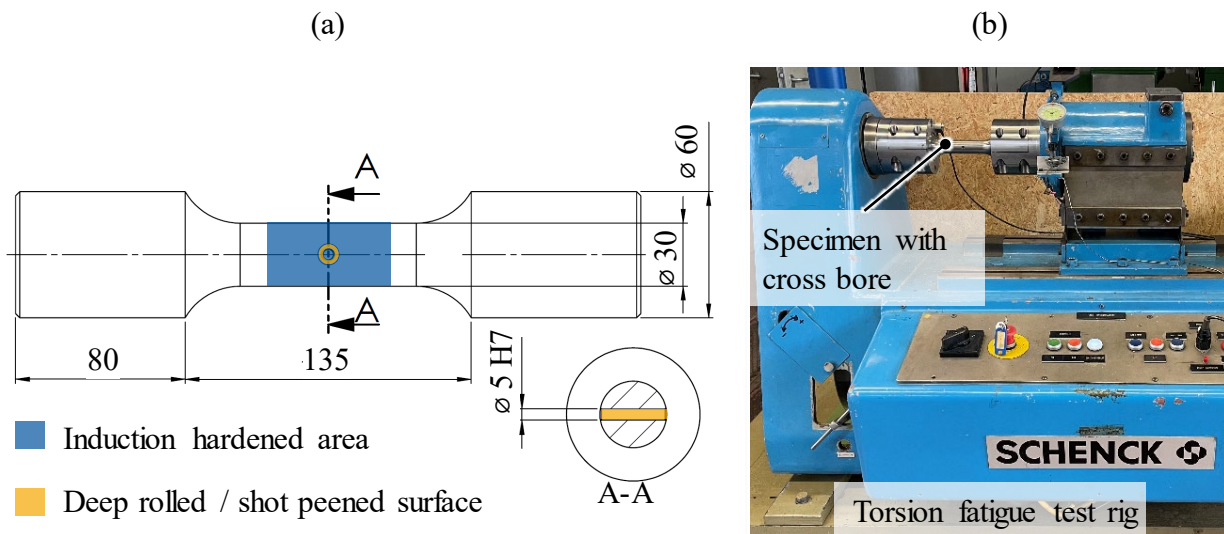 (a)
(b)
A
A
⌀ 60
⌀ 30
80
135
⌀ 5 H7
A-A
Induction hardened area
Deep rolled / shot peened surface
Specimen with
cross bore
SCHENCK
Torsion fatigue test rig